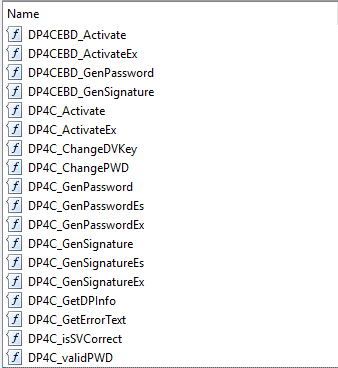 Name
DP4CEBD_Activate
DP4CEBD_ActivateEx
DP4CEBD_GenPassword
DP4CEBD_GenSignature
DP4C_Activate
DP4C_ActivateEx
DP4C_ChangeDVKey
DP4C_ChangePWD
DP4C_GenPassword
DP4C_GenPasswordEs
DP4C_GenPasswordEx
DP4C_GenSignature
DP4C_GenSignatureEs
DP4C_GenSignatureEx
DP4C_GetDPInfo
DP4C_GetErrorText
DP4C_isSVCorrect
DP4C_validPWD